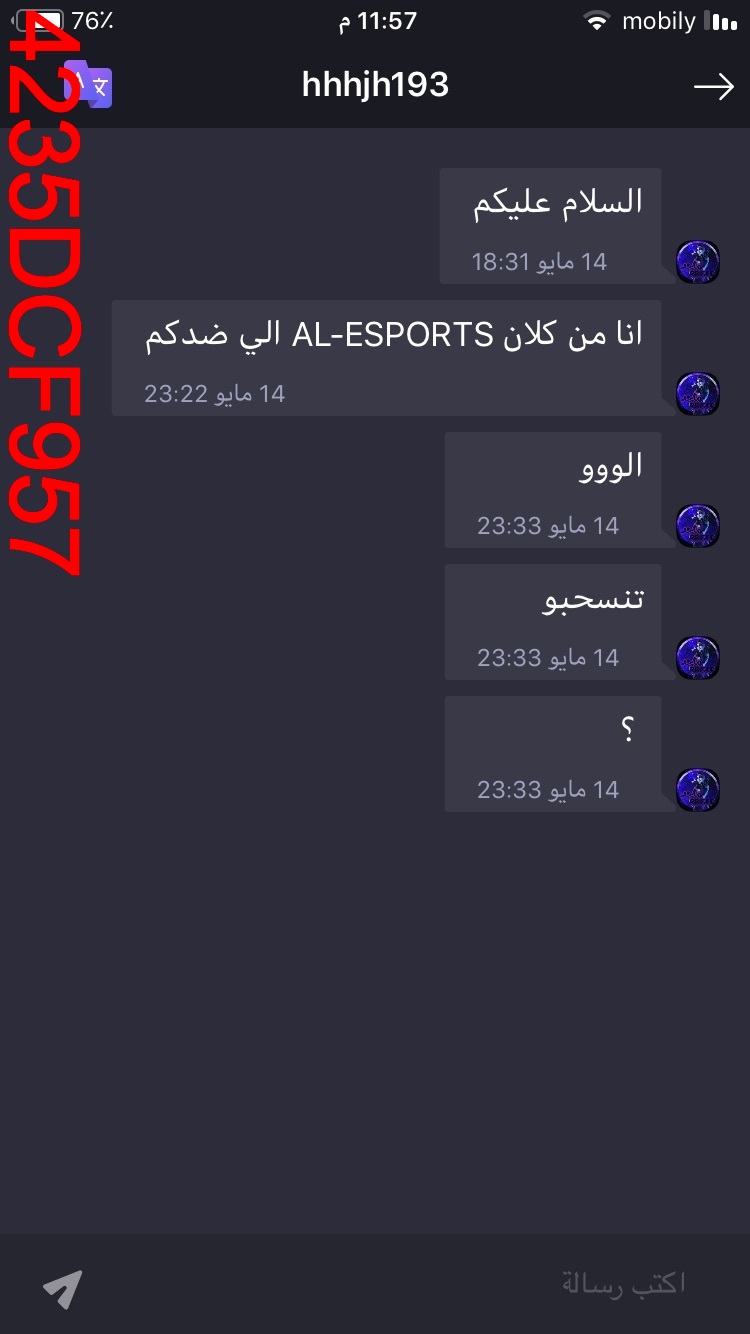 76٪
11:57 م
mobily
hhhjh193
السلام عليكم
14 مايو 18:31
انا من كلان AL-ESPORTS الي ضدكم
14 مايو 23:22
الووو
14 مايو 23:33
تنسحبو
14 مايو 23:33
؟
14 مايو 23:33
اكتب رسالة
4235DCF957